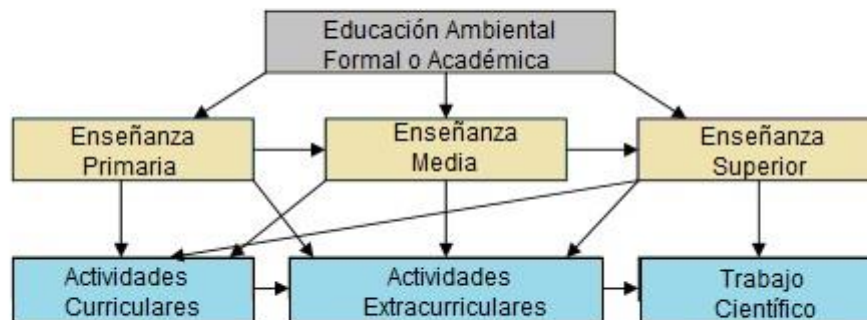 Educación Ambiental
Formal o Académica
Enseñanza
Primaria
Enseñanza
Media
Enseñanza
Superior
Actividades
Curriculares
Actividades
Extracurriculares
Trabajo
Científico